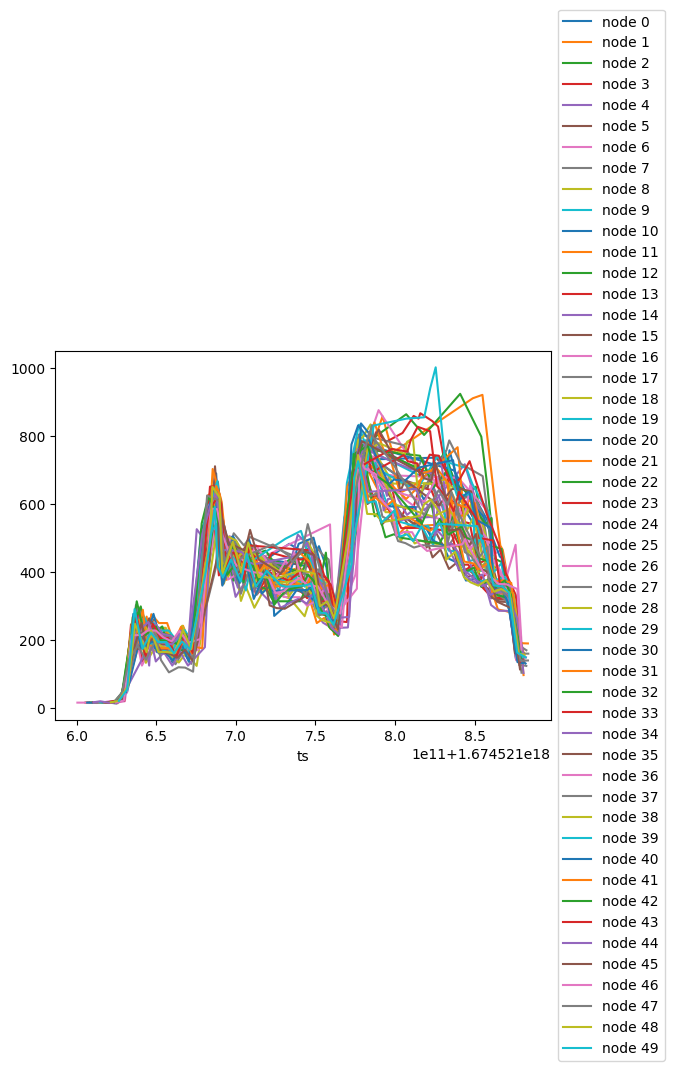 node 0
node 1
node 2
node 3
node 4
node 5
node 6
node 7
node 8
node 9
node 10
node 11
node 12
node 13
node 14
node 15
node 16
node 17
node 18
node 19
node 20
node 21
node 22
node 23
node 24
node 25
node 26
node 27
node 28
node 29
node 30
node 31
node 32
node 33
node 34
node 35
node 36
node 37
node 38
node 39
node 40
node 41
node 42
node 43
node 44
node 45
node 46
node 47
node 48
node 49
1000
800
600
400
200
0
6.0 6.5 7.0 7.5 8.0 8.5
1e11+1.674521e18
ts